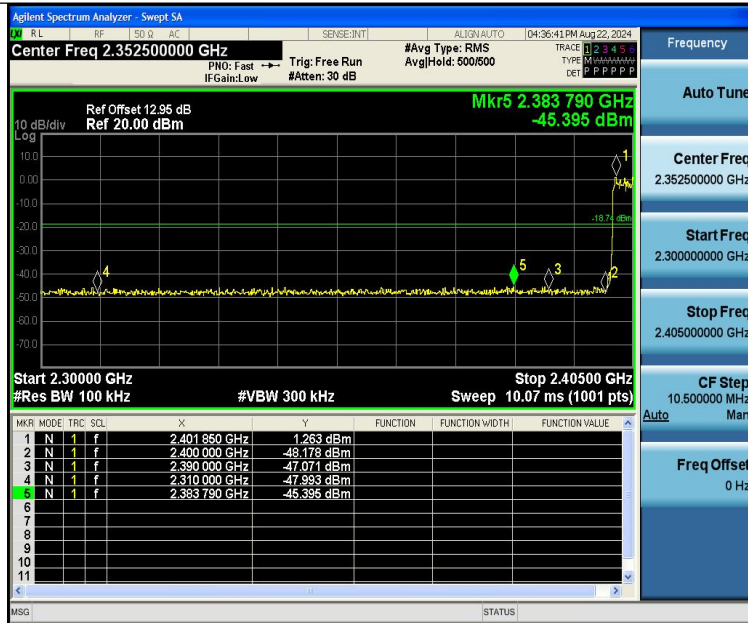 Agilent Spectrum Analyzer - Swept SA
LXI RL RF 50 Ω AC SENSE:INT ALIGN AUTO 04:36:41 PM Aug 22, 2024
Center Freq 2.352500000 GHz
PNO: Fast
IFGain:Low
Trig: Free Run
#Atten: 30 dB
#Avg Type: RMS
Avg|Hold: 500/500
TRACE 1 2 3 4 5 6
TYPE M
DET P P P P P P
Ref Offset 12.95 dB
10 dB/div Ref 20.00 dBm
Log
Mkr5 2.383 790 GHz
-45.395 dBm
10.0
0.00
-10.0
-20.0
-30.0
-40.0
-50.0
-60.0
-70.0
-18.74 dBm
1
2
3
4
5
Start 2.30000 GHz Stop 2.40500 GHz
#Res BW 100 kHz #VBW 300 kHz Sweep 10.07 ms (1001 pts)
MKR MODE TRC SCL X Y FUNCTION FUNCTION WIDTH FUNCTION VALUE
1 N 1 f 2.401 850 GHz 1.263 dBm
2 N 1 f 2.400 000 GHz -48.178 dBm
3 N 1 f 2.390 000 GHz -47.071 dBm
4 N 1 f 2.310 000 GHz -47.993 dBm
5 N 1 f 2.383 790 GHz -45.395 dBm
6
7
8
9
10
11
MSG STATUS
Frequency
Auto Tune
Center Freq
2.352500000 GHz
Start Freq
2.300000000 GHz
Stop Freq
2.405000000 GHz
CF Step
10.500000 MHz
Auto Man
Freq Offset
0 Hz